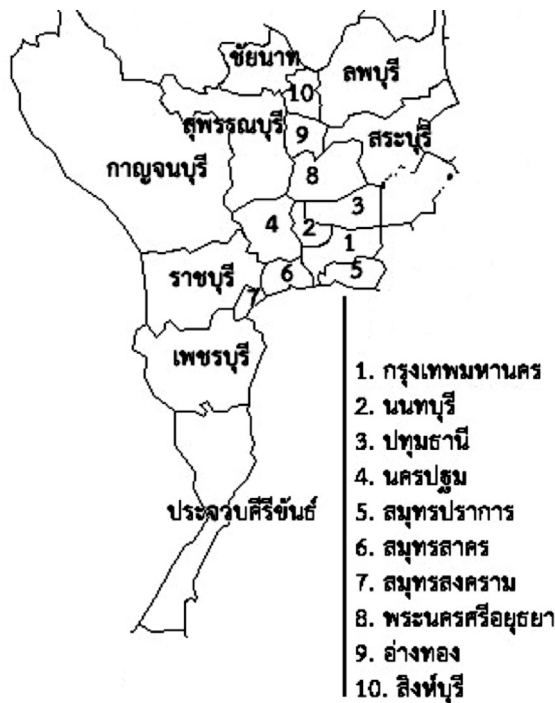 ชัยนาท
ลพบุรี
10
สุพรรณบุรี
9
สระบุรี
กาญจนบุรี
8
3
4
2
1
ราชบุรี
6
5
7
เพชรบุรี
1. กรุงเทพมหานคร
2. นนทบุรี
3. ปทุมธานี
4. นครปฐม
ประจวบคีรีขันธ์
5. สมุทรปราการ
6. สมุทรสาคร
7. สมุทรสงคราม
8. พระนครศรีอยุธยา
9. อ่างทอง
10. สิงห์บุรี